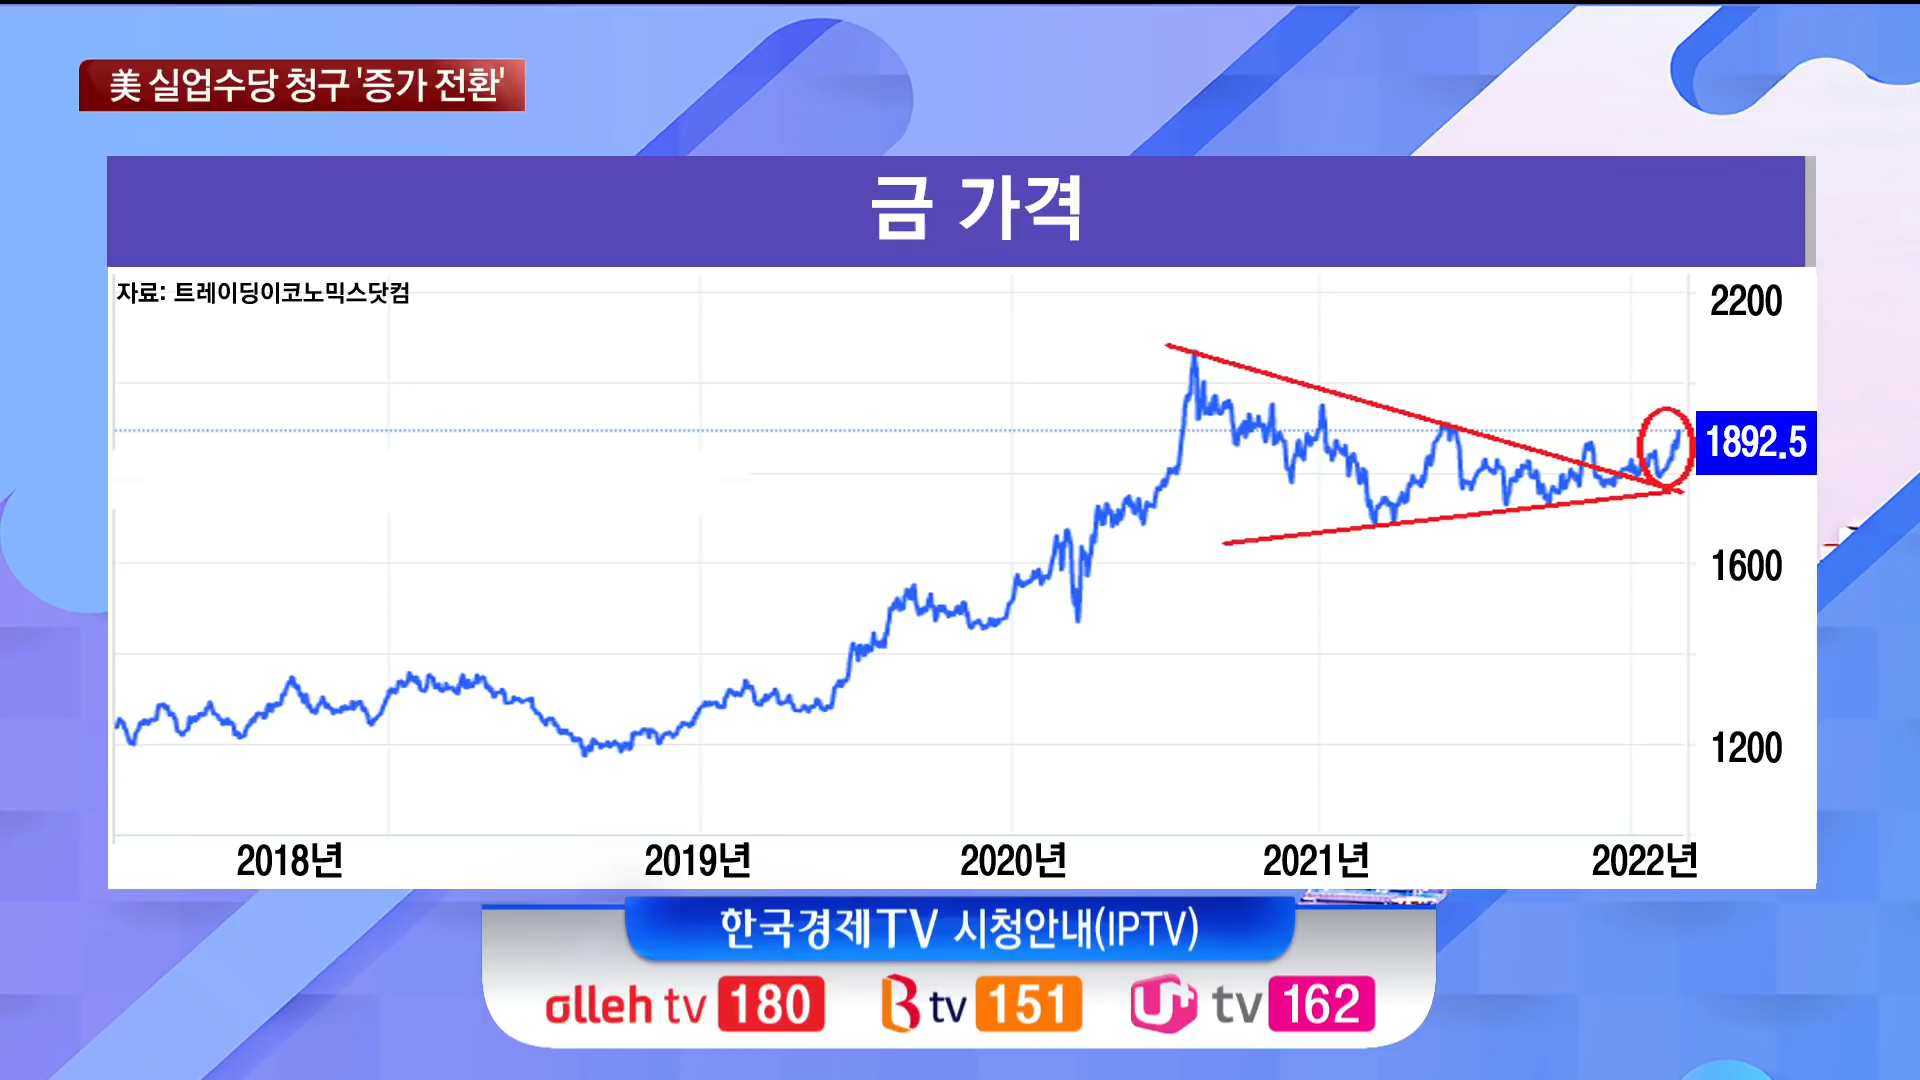 美 실업수당 청구 '증가 전환'
금 가격
자료: 트레이딩이코노믹스닷컴
2200
1892.5
1600
1200
2018년 2019년 2020년 2021년 2022년
한국경제TV 시청안내(IPTV)
olleh tv 180 B tv 151 U+ tv 162